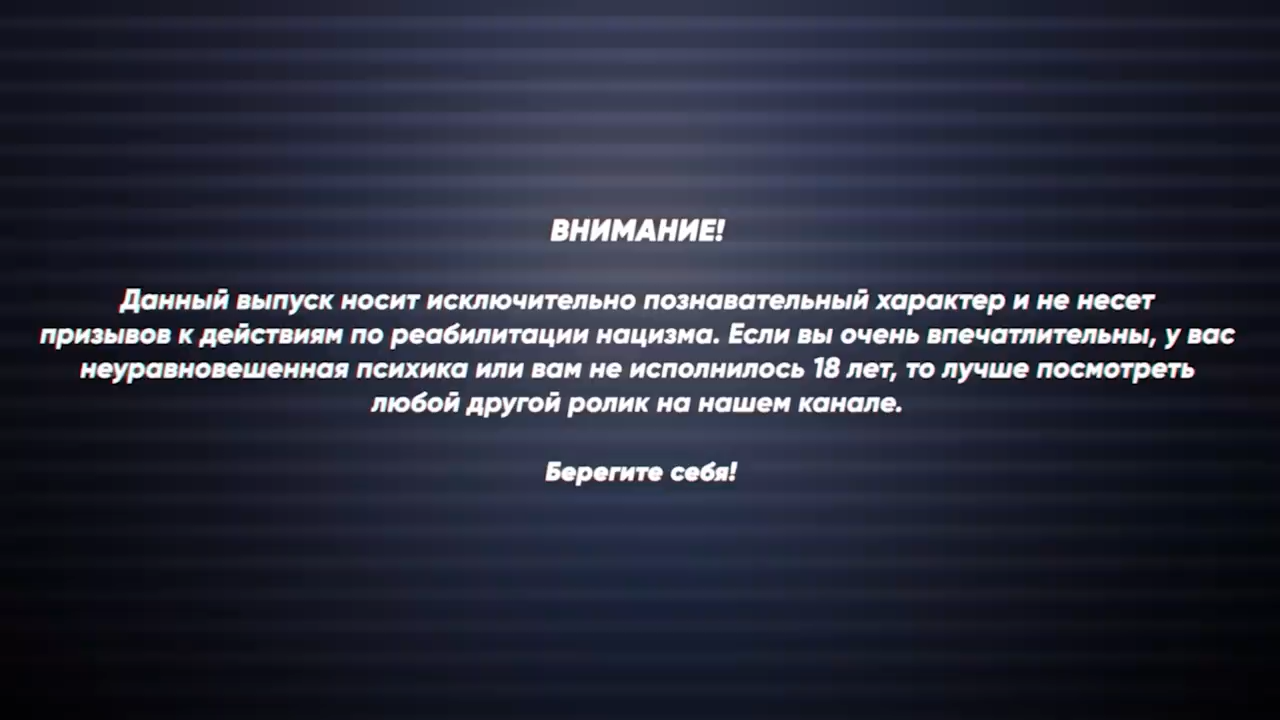 ВНИМАНИЕ!
Данный выпуск носит исключительно познавательный характер и не несет
призывов к действиям по реабилитации нацизма. Если вы очень впечатлительны, у вас
неуравновешенная психика или вам не исполнилось 18 лет, то лучше посмотреть
любой другой ролик на нашем канале.
Берегите себя!